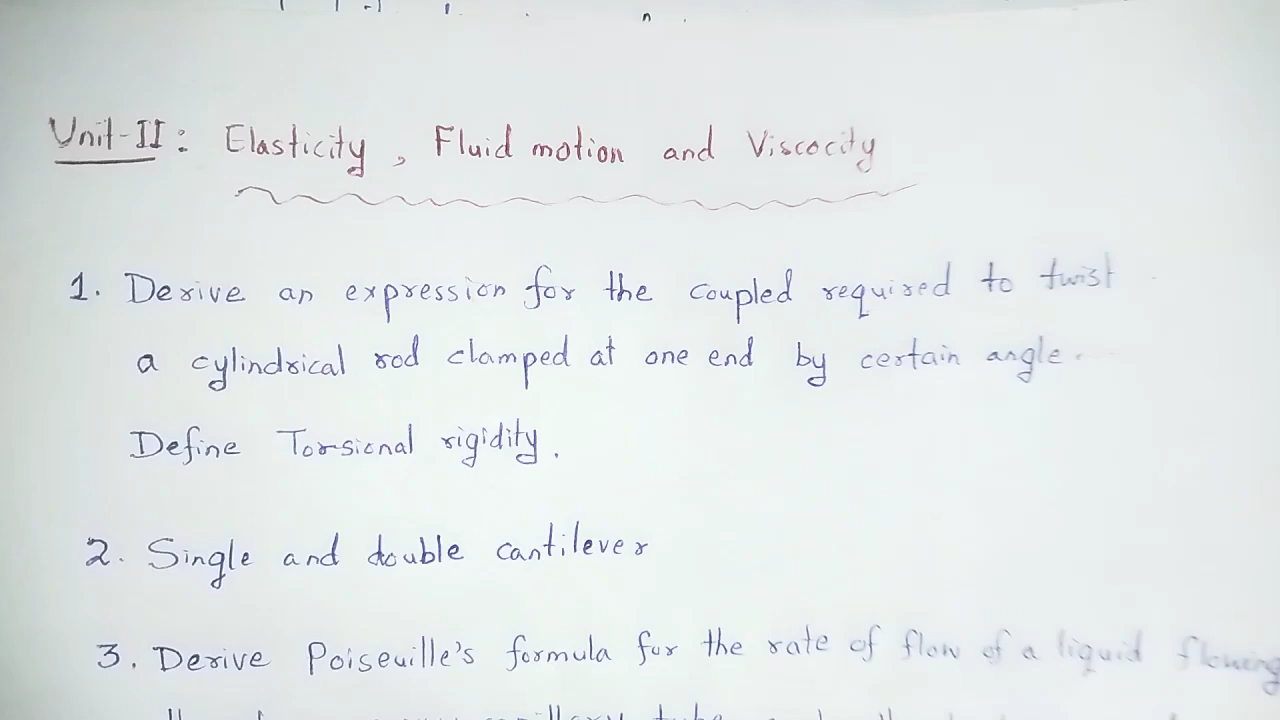 Unit-II: Elasticity, Fluid motion and Viscocity
1. Derive an expression for the coupled required to twist
a cylindrical rod clamped at one end by certain angle.
Define Torsional rigidity.
2. Single and double cantilever
3. Derive Poiseuille's formula for the rate of flow of a liquid flowing